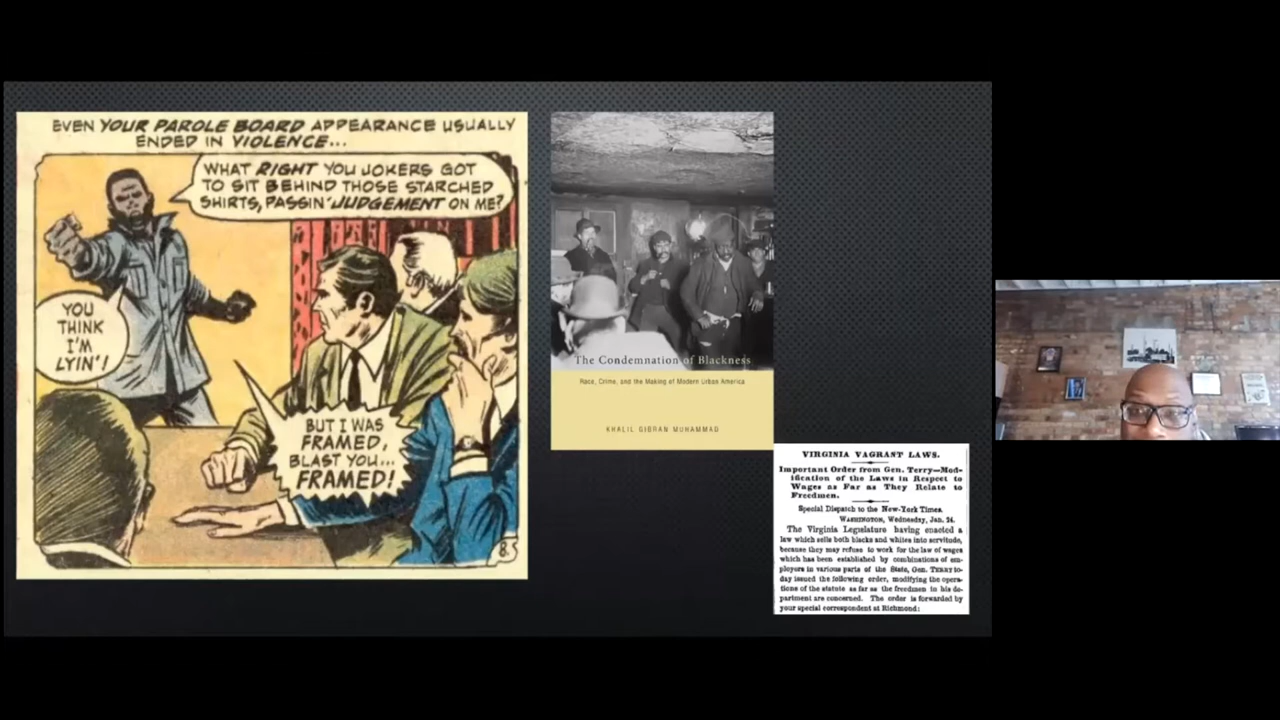 EVEN YOUR PAROLE BOARD APPEARANCE USUALLY
ENDED IN VIOLENCE...
WHAT RIGHT YOU JOKERS GOT
TO SIT BEHIND THOSE STARCHED
SHIRTS, PASSIN' JUDGEMENT ON ME?
YOU
THINK
I'M
LYIN'!
BUT I WAS
FRAMED,
BLAST YOU...
FRAMED!
8
The Condemnation of Blackness
Race, Crime, and the Making of Modern Urban America
KHALIL GIBRAN MUHAMMAD
VIRGINIA VAGRANT LAWS.
Important Order from Gen. Terry—Mod-
ification of the Laws in Respect to
Wages as Far as They Relate to
Freedmen.
Special Dispatch to the New-York Times.
WASHINGTON, Wednesday, Jan. 24.
The Virginia Legislature having enacted a
law which sells both blacks and whites into servitude,
because they may refuse to work for the law of wages
which has been established by combinations of em-
ployers in various parts of the State, Gen. TERRY to-
day issued the following order, modifying the opera-
tions of the statute as far as the freedmen in his de-
partment are concerned. The order is forwarded by
your special correspondent at Richmond: